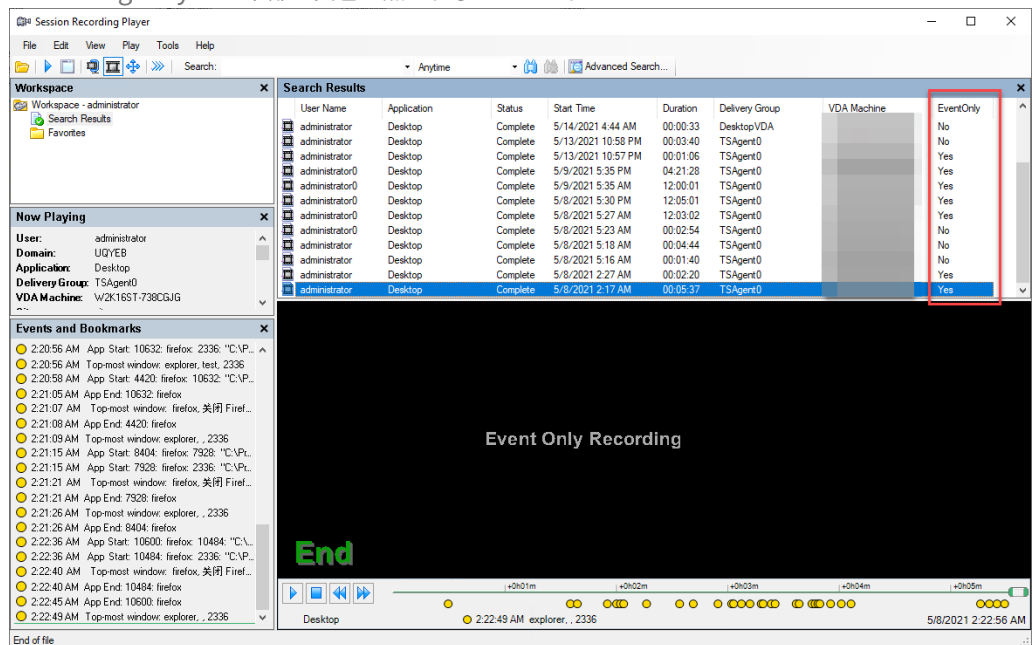 Session Recording Player
File Edit View Play Tools Help
Search: Anytime Advanced Search...
Workspace
Workspace - administrator
Search Results
Favorites
Now Playing
User: administrator
Domain: UQYEB
Application: Desktop
Delivery Group: TSAgent0
VDA Machine: W2K16ST-738CGJG
Events and Bookmarks
2:20:56 AM App Start: 10632: firefox: 2336: "C:\P...
2:20:56 AM Top-most window: explorer, test, 2336
2:20:58 AM App Start: 4420: firefox: 10632: "C:\P...
2:21:05 AM App End: 10632: firefox
2:21:07 AM Top-most window: firefox, 关闭 Firef...
2:21:08 AM App End: 4420: firefox
2:21:09 AM Top-most window: explorer, , 2336
2:21:15 AM App Start: 8404: firefox: 7928: "C:\Pr...
2:21:15 AM App Start: 7928: firefox: 2336: "C:\Pr...
2:21:21 AM Top-most window: firefox, 关闭 Firef...
2:21:21 AM App End: 7928: firefox
2:21:26 AM Top-most window: explorer, , 2336
2:21:26 AM App End: 8404: firefox
2:22:36 AM App Start: 10600: firefox: 10484: "C:\...
2:22:36 AM App Start: 10484: firefox: 2336: "C:\P...
2:22:40 AM Top-most window: firefox, 关闭 Firef...
2:22:40 AM App End: 10484: firefox
2:22:45 AM App End: 10600: firefox
2:22:49 AM Top-most window: explorer, , 2336
Search Results
User Name Application Status Start Time Duration Delivery Group VDA Machine EventOnly
administrator Desktop Complete 5/14/2021 4:44 AM 00:00:33 DesktopVDA No
administrator Desktop Complete 5/13/2021 10:58 PM 00:03:40 TSAgent0 No
administrator Desktop Complete 5/13/2021 10:57 PM 00:01:06 TSAgent0 Yes
administrator0 Desktop Complete 5/9/2021 5:35 PM 04:21:28 TSAgent0 Yes
administrator0 Desktop Complete 5/9/2021 5:35 AM 12:00:01 TSAgent0 Yes
administrator0 Desktop Complete 5/8/2021 5:30 PM 12:05:01 TSAgent0 Yes
administrator0 Desktop Complete 5/8/2021 5:27 AM 12:03:02 TSAgent0 Yes
administrator0 Desktop Complete 5/8/2021 5:23 AM 00:02:54 TSAgent0 No
administrator Desktop Complete 5/8/2021 5:18 AM 00:04:44 TSAgent0 No
administrator Desktop Complete 5/8/2021 5:16 AM 00:01:40 TSAgent0 No
administrator Desktop Complete 5/8/2021 2:27 AM 00:02:20 TSAgent0 Yes
administrator Desktop Complete 5/8/2021 2:17 AM 00:05:37 TSAgent0 Yes
Event Only Recording
End
+0h01m +0h02m +0h03m +0h04m +0h05m
Desktop 2:22:49 AM explorer, , 2336 5/8/2021 2:22:56 AM
End of file